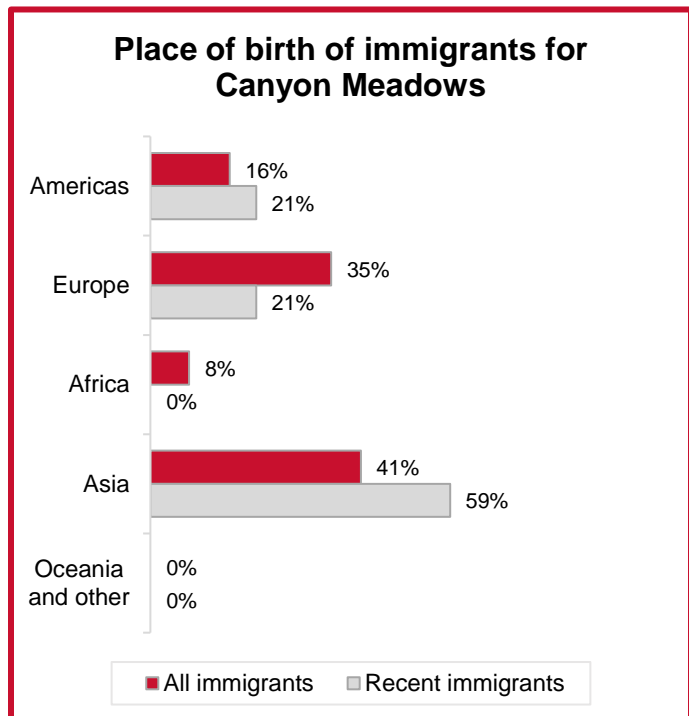 Place of birth of immigrants for
Canyon Meadows
Americas
16%
21%
Europe
35%
21%
Africa
8%
0%
Asia
41%
59%
Oceania
and other
0%
0%
All immigrants
Recent immigrants